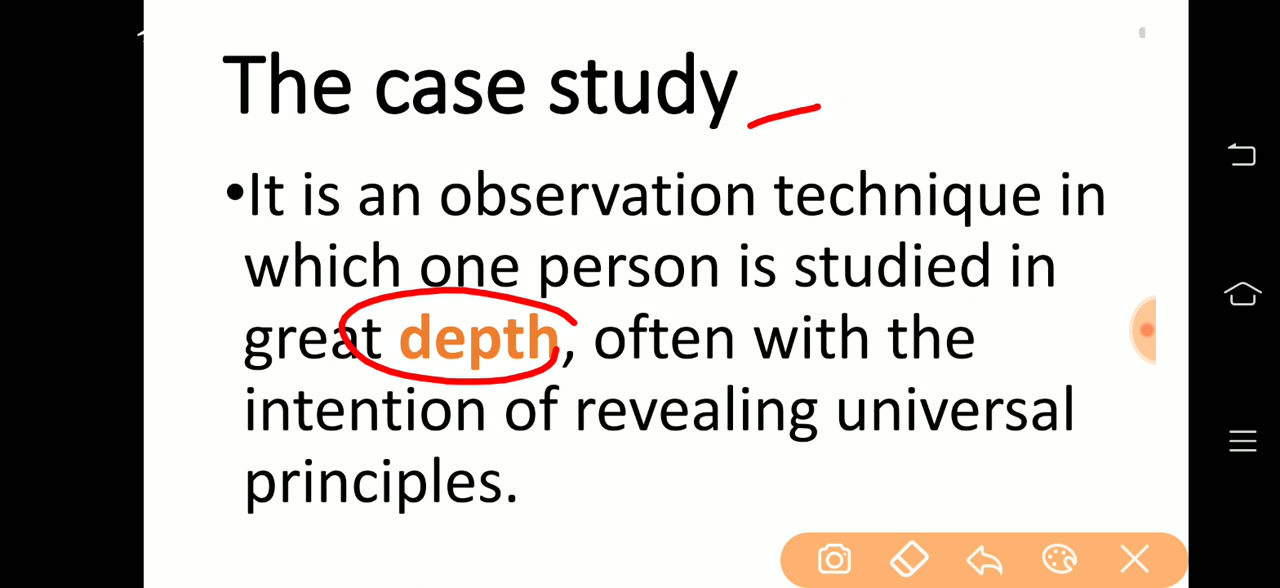 The case study
•It is an observation technique in
which one person is studied in
great depth, often with the
intention of revealing universal
principles.